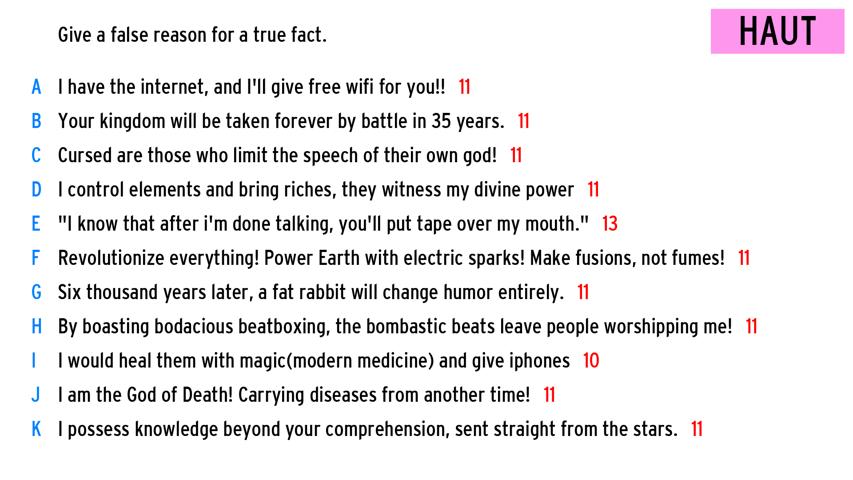 Give a false reason for a true fact.
HAUT
A I have the internet, and I'll give free wifi for you!! 11
B Your kingdom will be taken forever by battle in 35 years. 11
C Cursed are those who limit the speech of their own god! 11
D I control elements and bring riches, they witness my divine power 11
E "I know that after i'm done talking, you'll put tape over my mouth." 13
F Revolutionize everything! Power Earth with electric sparks! Make fusions, not fumes! 11
G Six thousand years later, a fat rabbit will change humor entirely. 11
H By boasting bodacious beatboxing, the bombastic beats leave people worshipping me! 11
I I would heal them with magic(modern medicine) and give iphones 10
J I am the God of Death! Carrying diseases from another time! 11
K I possess knowledge beyond your comprehension, sent straight from the stars. 11